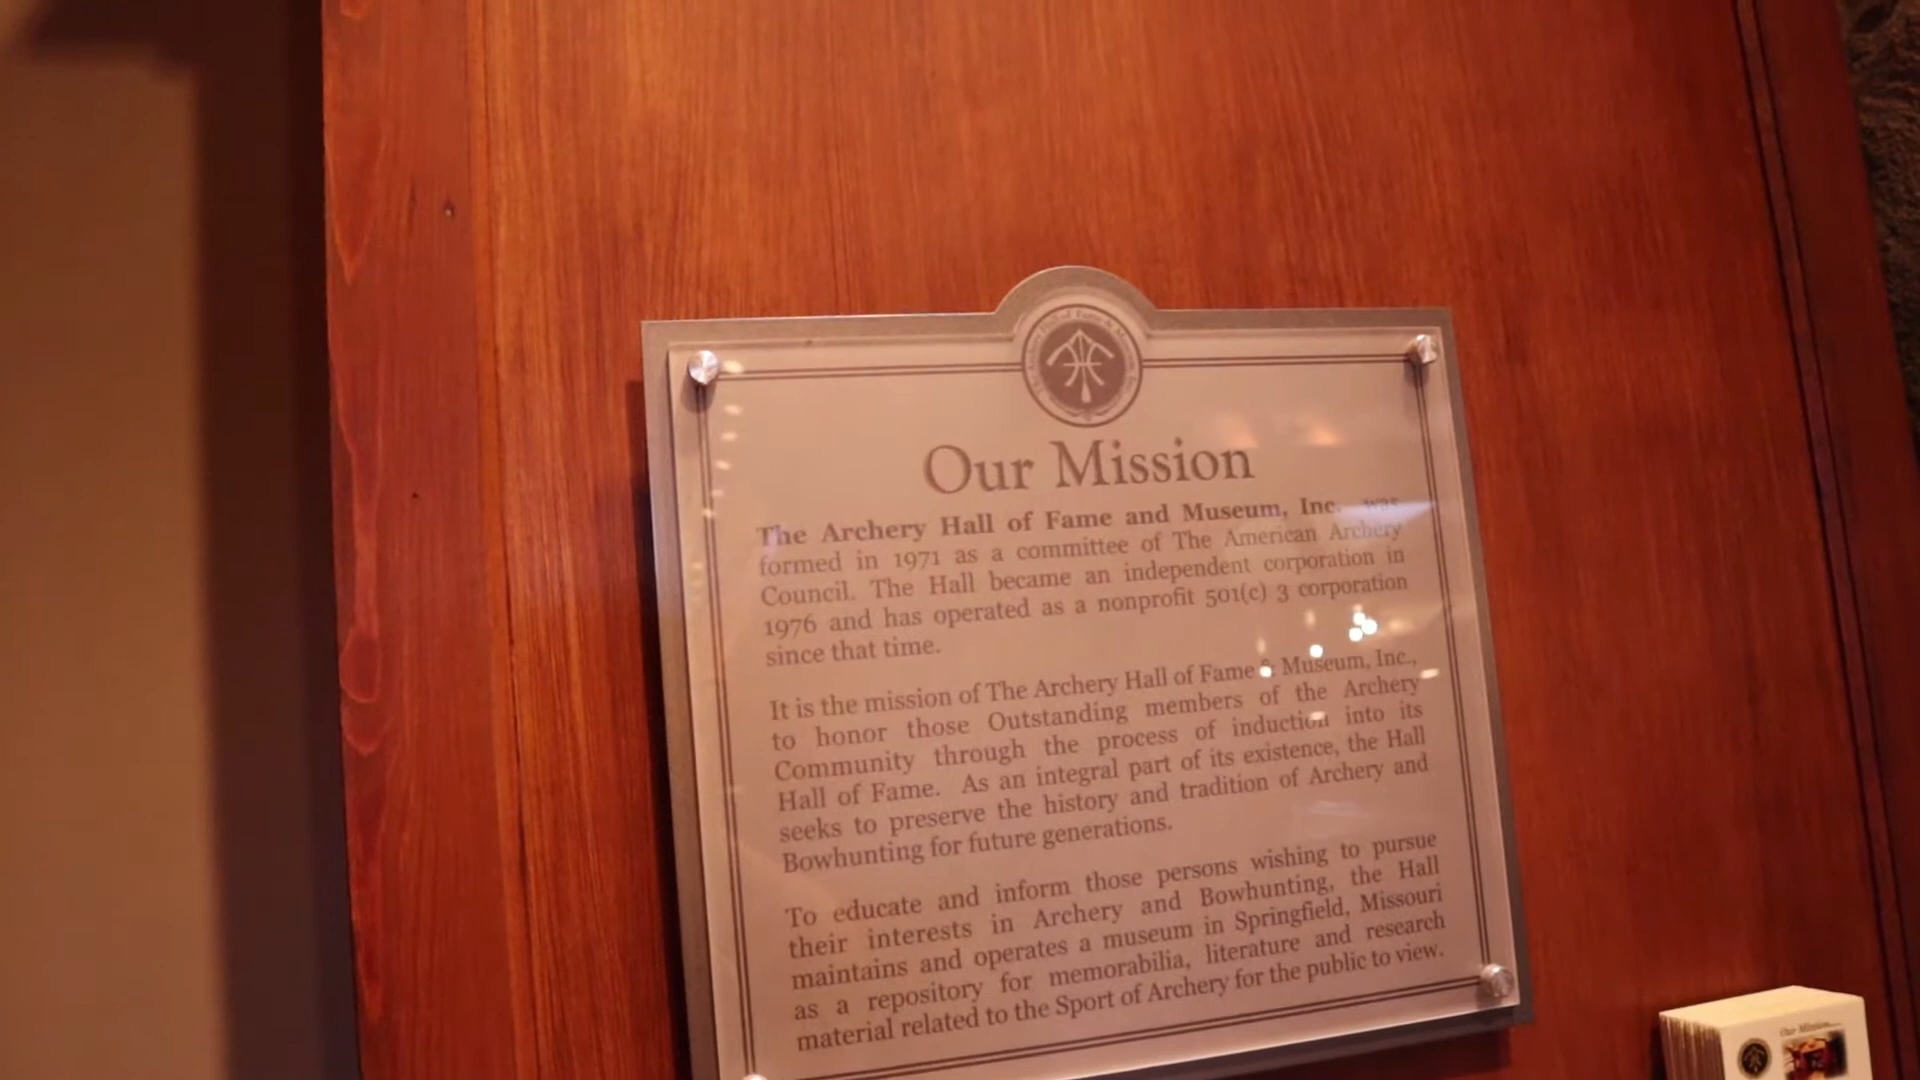 Our Mission
The Archery Hall of Fame and Museum, Inc. was
formed in 1971 as a committee of The American Archery
Council. The Hall became an independent corporation in
1976 and has operated as a nonprofit 501(c) 3 corporation
since that time.
It is the mission of The Archery Hall of Fame & Museum, Inc.,
to honor those Outstanding members of the Archery
Community through the process of induction into its
Hall of Fame. As an integral part of its existence, the Hall
seeks to preserve the history and tradition of Archery and
Bowhunting for future generations.
To educate and inform those persons wishing to pursue
their interests in Archery and Bowhunting, the Hall
maintains and operates a museum in Springfield, Missouri
as a repository for memorabilia, literature and research
material related to the Sport of Archery for the public to view.
Our Mission...